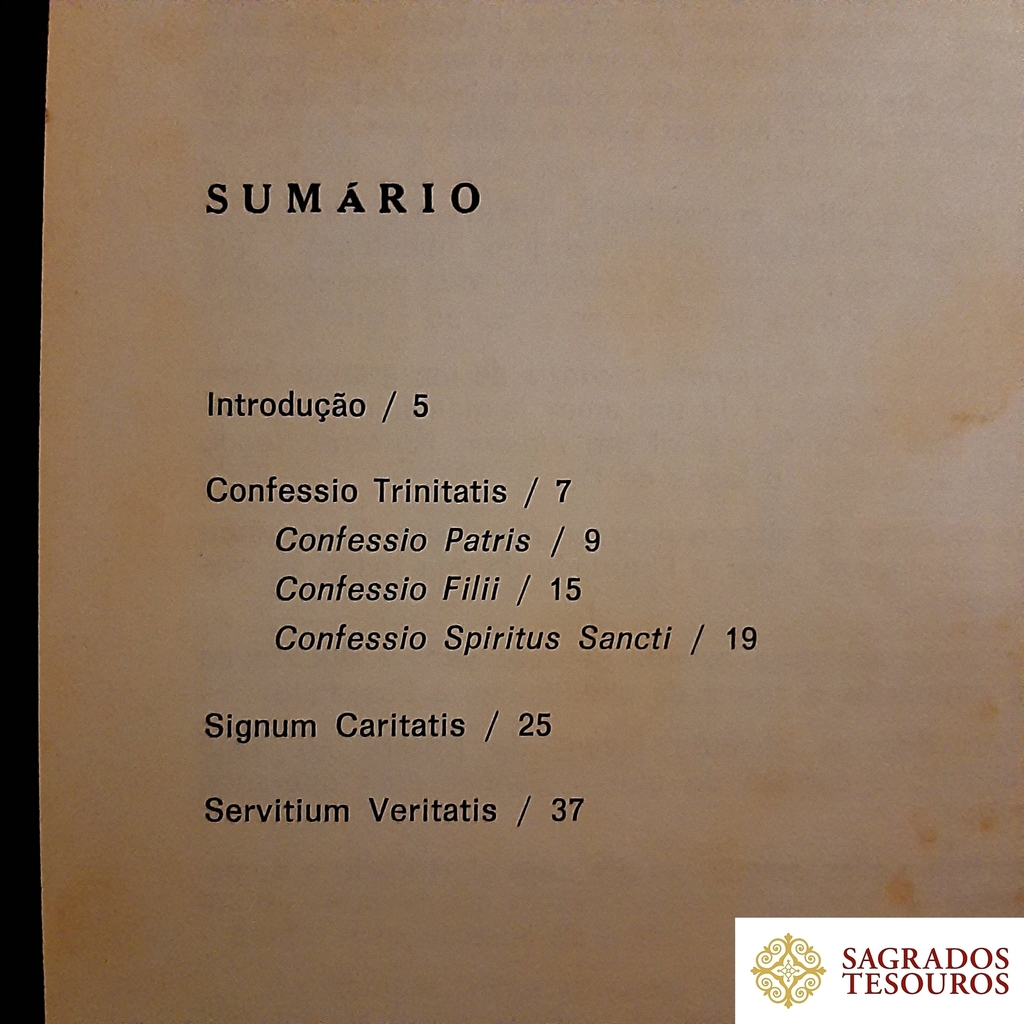 SUMÁRIO
Introdução / 5
Confessio Trinitatis / 7
Confessio Patris / 9
Confessio Filii / 15
Confessio Spiritus Sancti / 19
Signum Caritatis / 25
Servitium Veritatis / 37
SAGRADOS
TESOUROS